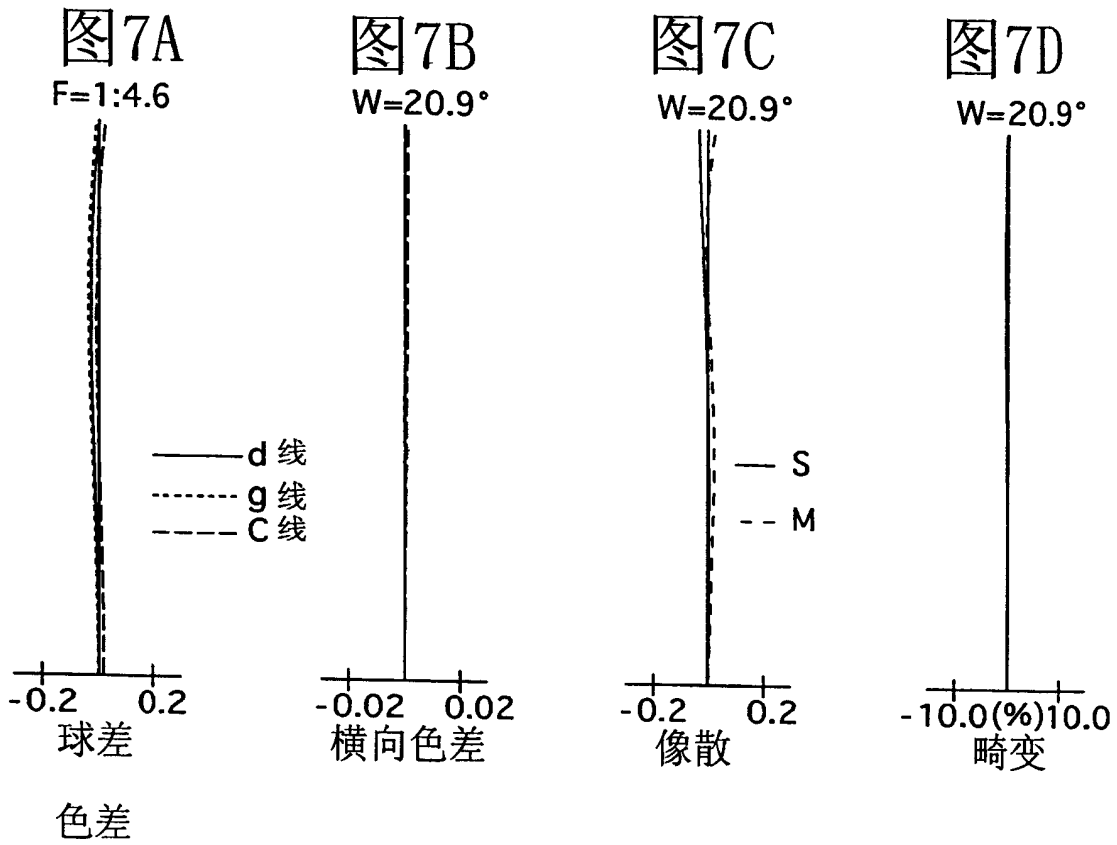 图7A
F=1:4.6
d 线
g 线
C 线
-0.2 0.2
球差
色差
图7B
W=20.9°
-0.02 0.02
横向色差
图7C
W=20.9°
S
M
-0.2 0.2
像散
图7D
W=20.9°
-10.0(%)10.0
畸变